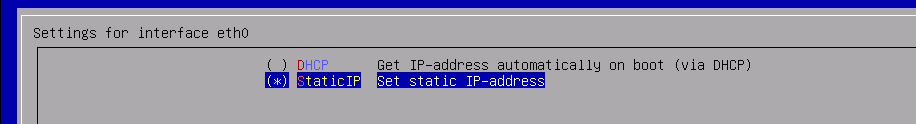 Settings for interface eth0
( ) DHCP Get IP-address automatically on boot (via DHCP)
(*) StaticIP Set static IP-address